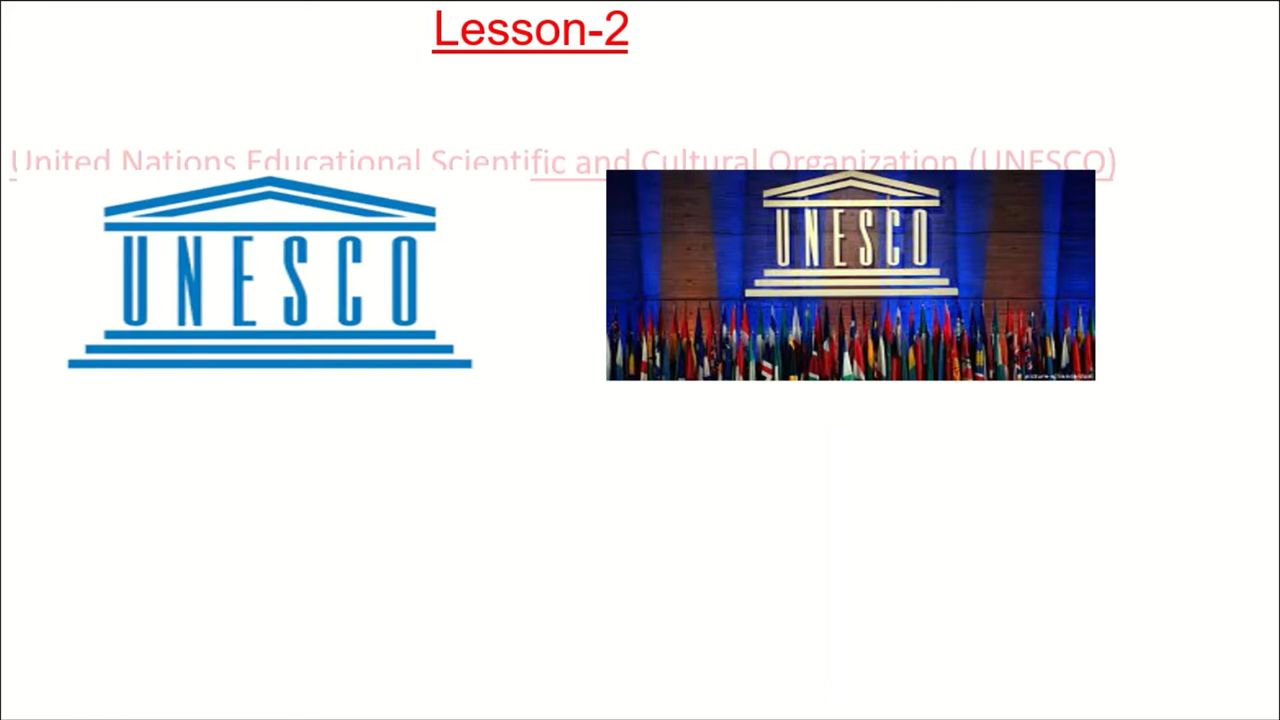 Lesson-2
United Nations Educational Scientific and Cultural Organization (UNESCO)
UNESCO
UNESCO